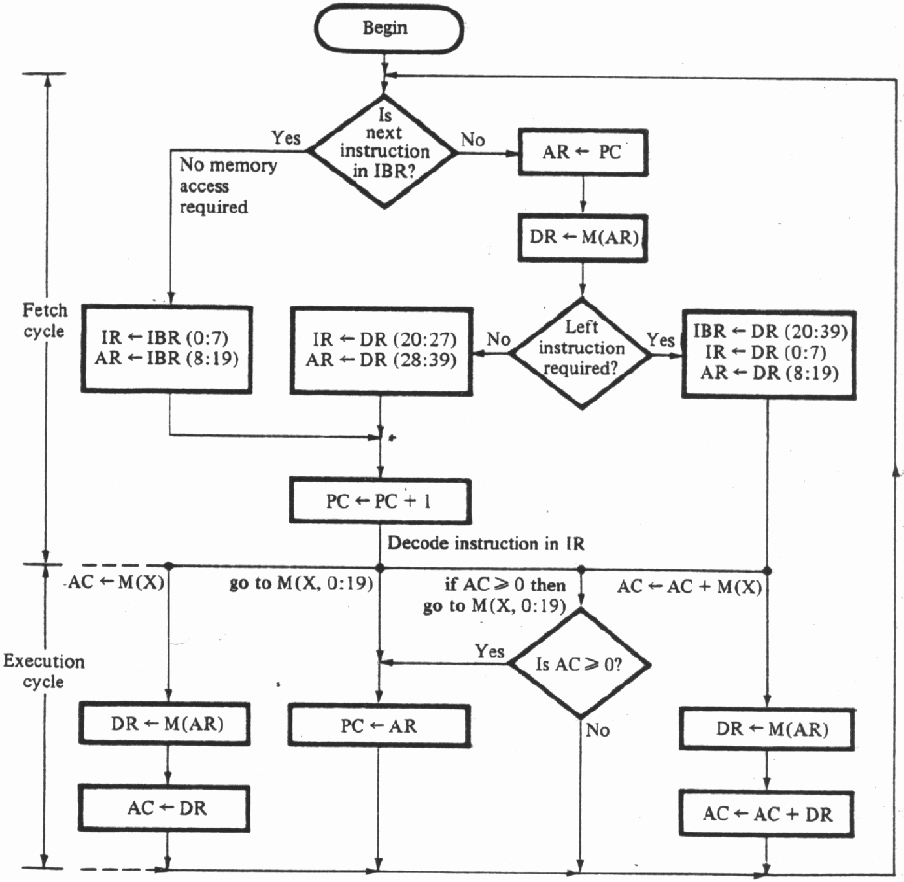 Begin
Is
next
instruction
in IBR?
Yes
No
No memory
access
required
AR ← PC
DR ← M(AR)
Fetch
cycle
IR ← IBR (0:7)
AR ← IBR (8:19)
IR ← DR (20:27)
AR ← DR (28:39)
No
Left
instruction
required?
Yes
IBR ← DR (20:39)
IR ← DR (0:7)
AR ← DR (8:19)
PC ← PC + 1
Decode instruction in IR
AC ← M(X)
go to M(X, 0:19)
if AC ⩾ 0 then
go to M(X, 0:19)
AC ← AC + M(X)
Execution
cycle
Yes
Is AC ⩾ 0?
No
DR ← M(AR)
PC ← AR
DR ← M(AR)
AC ← DR
AC ← AC + DR